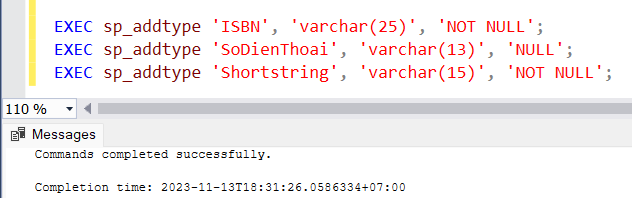 EXEC sp_addtype 'ISBN', 'varchar(25)', 'NOT NULL';
EXEC sp_addtype 'SoDienThoai', 'varchar(13)', 'NULL';
EXEC sp_addtype 'Shortstring', 'varchar(15)', 'NOT NULL';
110 %
Messages
Commands completed successfully.
Completion time: 2023-11-13T18:31:26.0586334+07:00